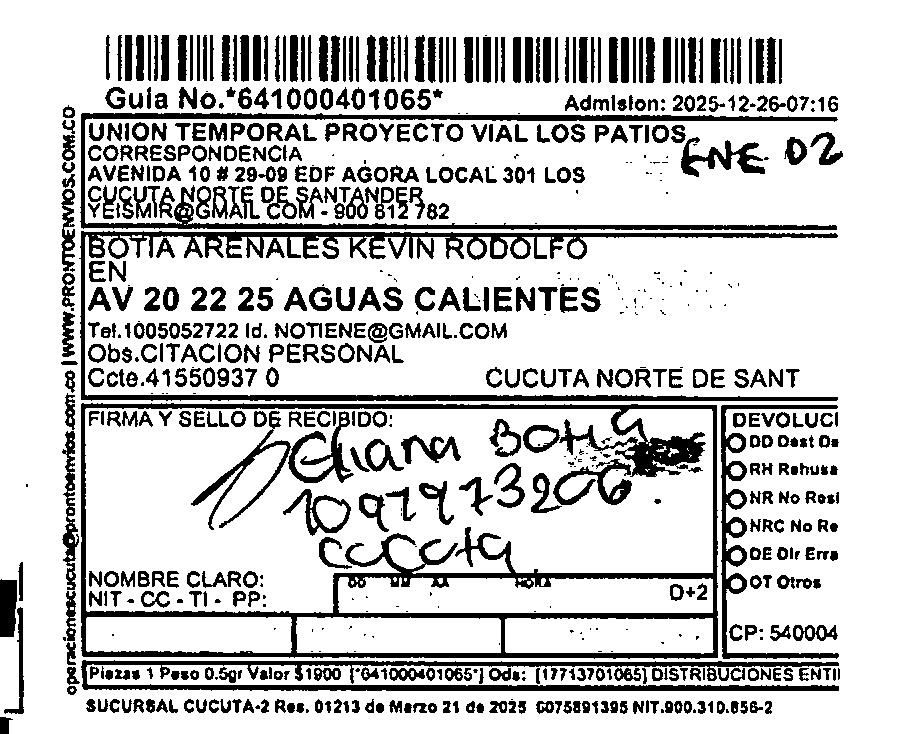 Guia No.*641000401065*
Admision: 2025-12-26-07:16
UNION TEMPORAL PROYECTO VIAL LOS PATIOS
ENE 02
CORRESPONDENCIA
AVENIDA 10 # 29-09 EDF AGORA LOCAL 301 LOS
CUCUTA NORTE DE SANTANDER
YEISMIR@GMAIL COM - 900 812 782
BOTIA ARENALES KEVIN RODOLFO
EN
AV 20 22 25 AGUAS CALIENTES
Tel.1005052722 Id. NOTIENE@GMAIL.COM
Obs.CITACION PERSONAL
Ccte.41550937 0
CUCUTA NORTE DE SANT
operacionescucuta@prontoenvios.com.co | WWW.PRONTOENVIOS.COM.CO
FIRMA Y SELLO DE RECIBIDO:
Eliana Botia
1097973206.
CUCUTA
NOMBRE CLARO:
NIT - CC - TI - PP:
DD MM AA HORA
D+2
DEVOLUCI
DD Dest De
RH Rehusa
NR No Resi
NRC No Re
DE Dir Erra
OT Otros
CP: 540004
Piezas 1 Peso 0.5gr Valor $1900 [*641000401065*] Ods: [17713701065] DISTRIBUCIONES ENTI
SUCURSAL CUCUTA-2 Res. 01213 de Marzo 21 de 2025 6075891395 NIT.900.310.856-2